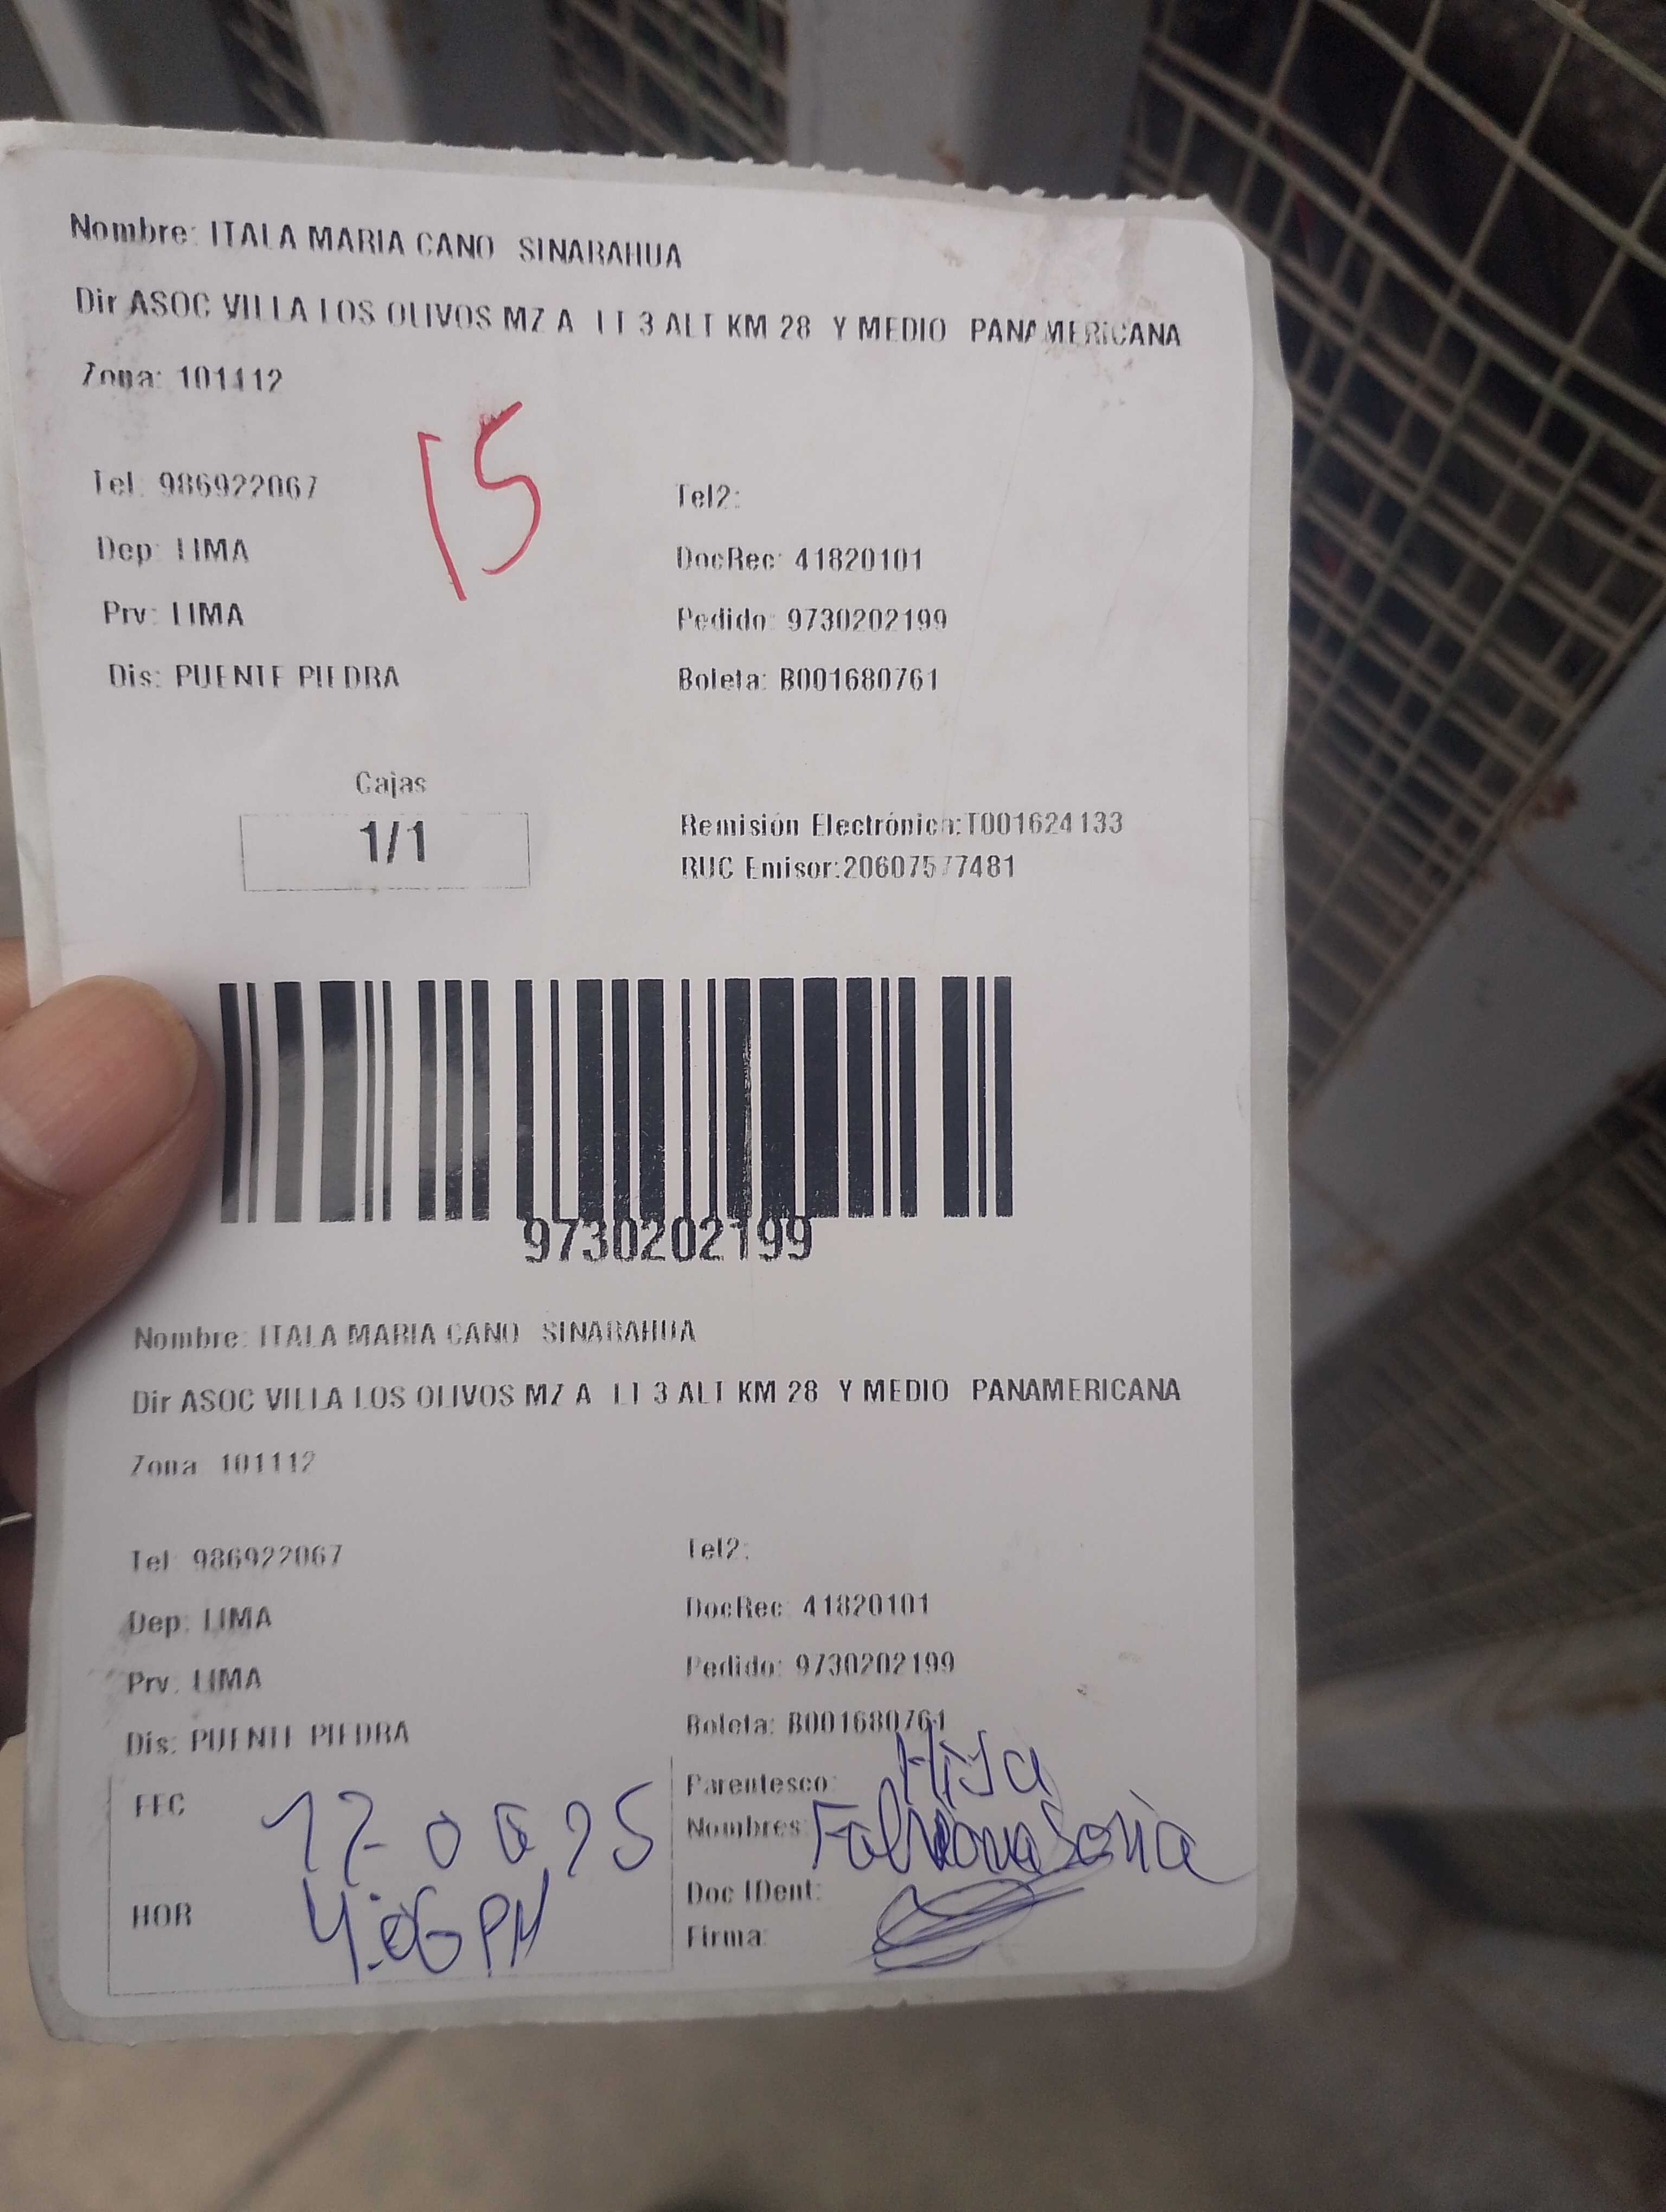 Nombre: ITALA MARIA CANO SINARAHUA
Dir ASOC VILLA LOS OLIVOS MZ A LT 3 ALT KM 28 Y MEDIO PANAMERICANA
Zona: 101112
15
Tel: 986922067 Tel2:
Dep: LIMA DocRec: 41820101
Prv: LIMA Pedido: 9730202199
Dis: PUENTE PIEDRA Boleta: B001680761
Cajas
1/1
Remisión Electrónica:T001624133
RUC Emisor:20607577481
9730202199
Nombre: ITALA MARIA CANO SINARAHUA
Dir ASOC VILLA LOS OLIVOS MZ A LT 3 ALT KM 28 Y MEDIO PANAMERICANA
Zona 101112
Tel: 986922067 Tel2:
Dep: LIMA DocRec: 41820101
Prv: LIMA Pedido: 9730202199
Dis: PUENTE PIEDRA Boleta: B001680761
FEC
Parentesco: Hija
Nombres: Soria
HOR 4:06 PM
Doc IDent:
Firma: